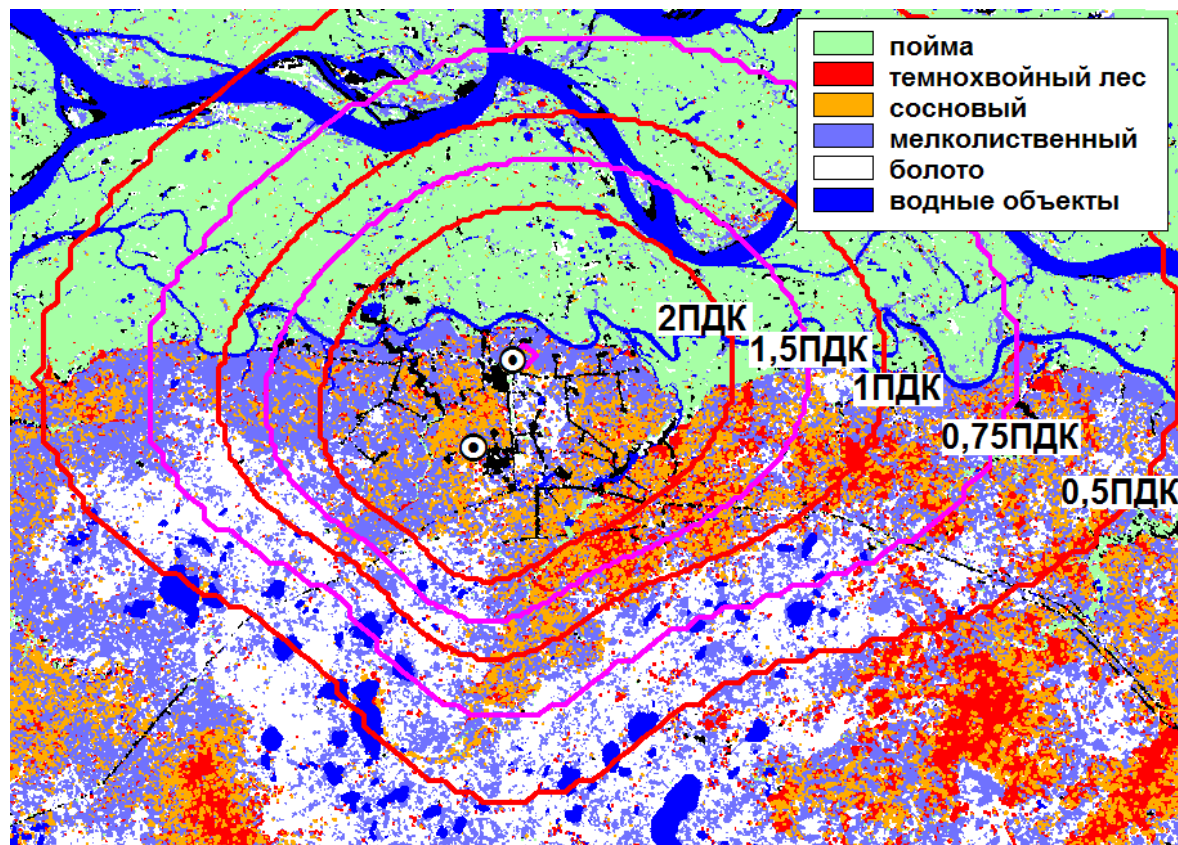 пойма
темнохвойный лес
сосновый
мелколиственный
болото
водные объекты
2ПДК
1,5ПДК
1ПДК
0,75ПДК
0,5ПДК